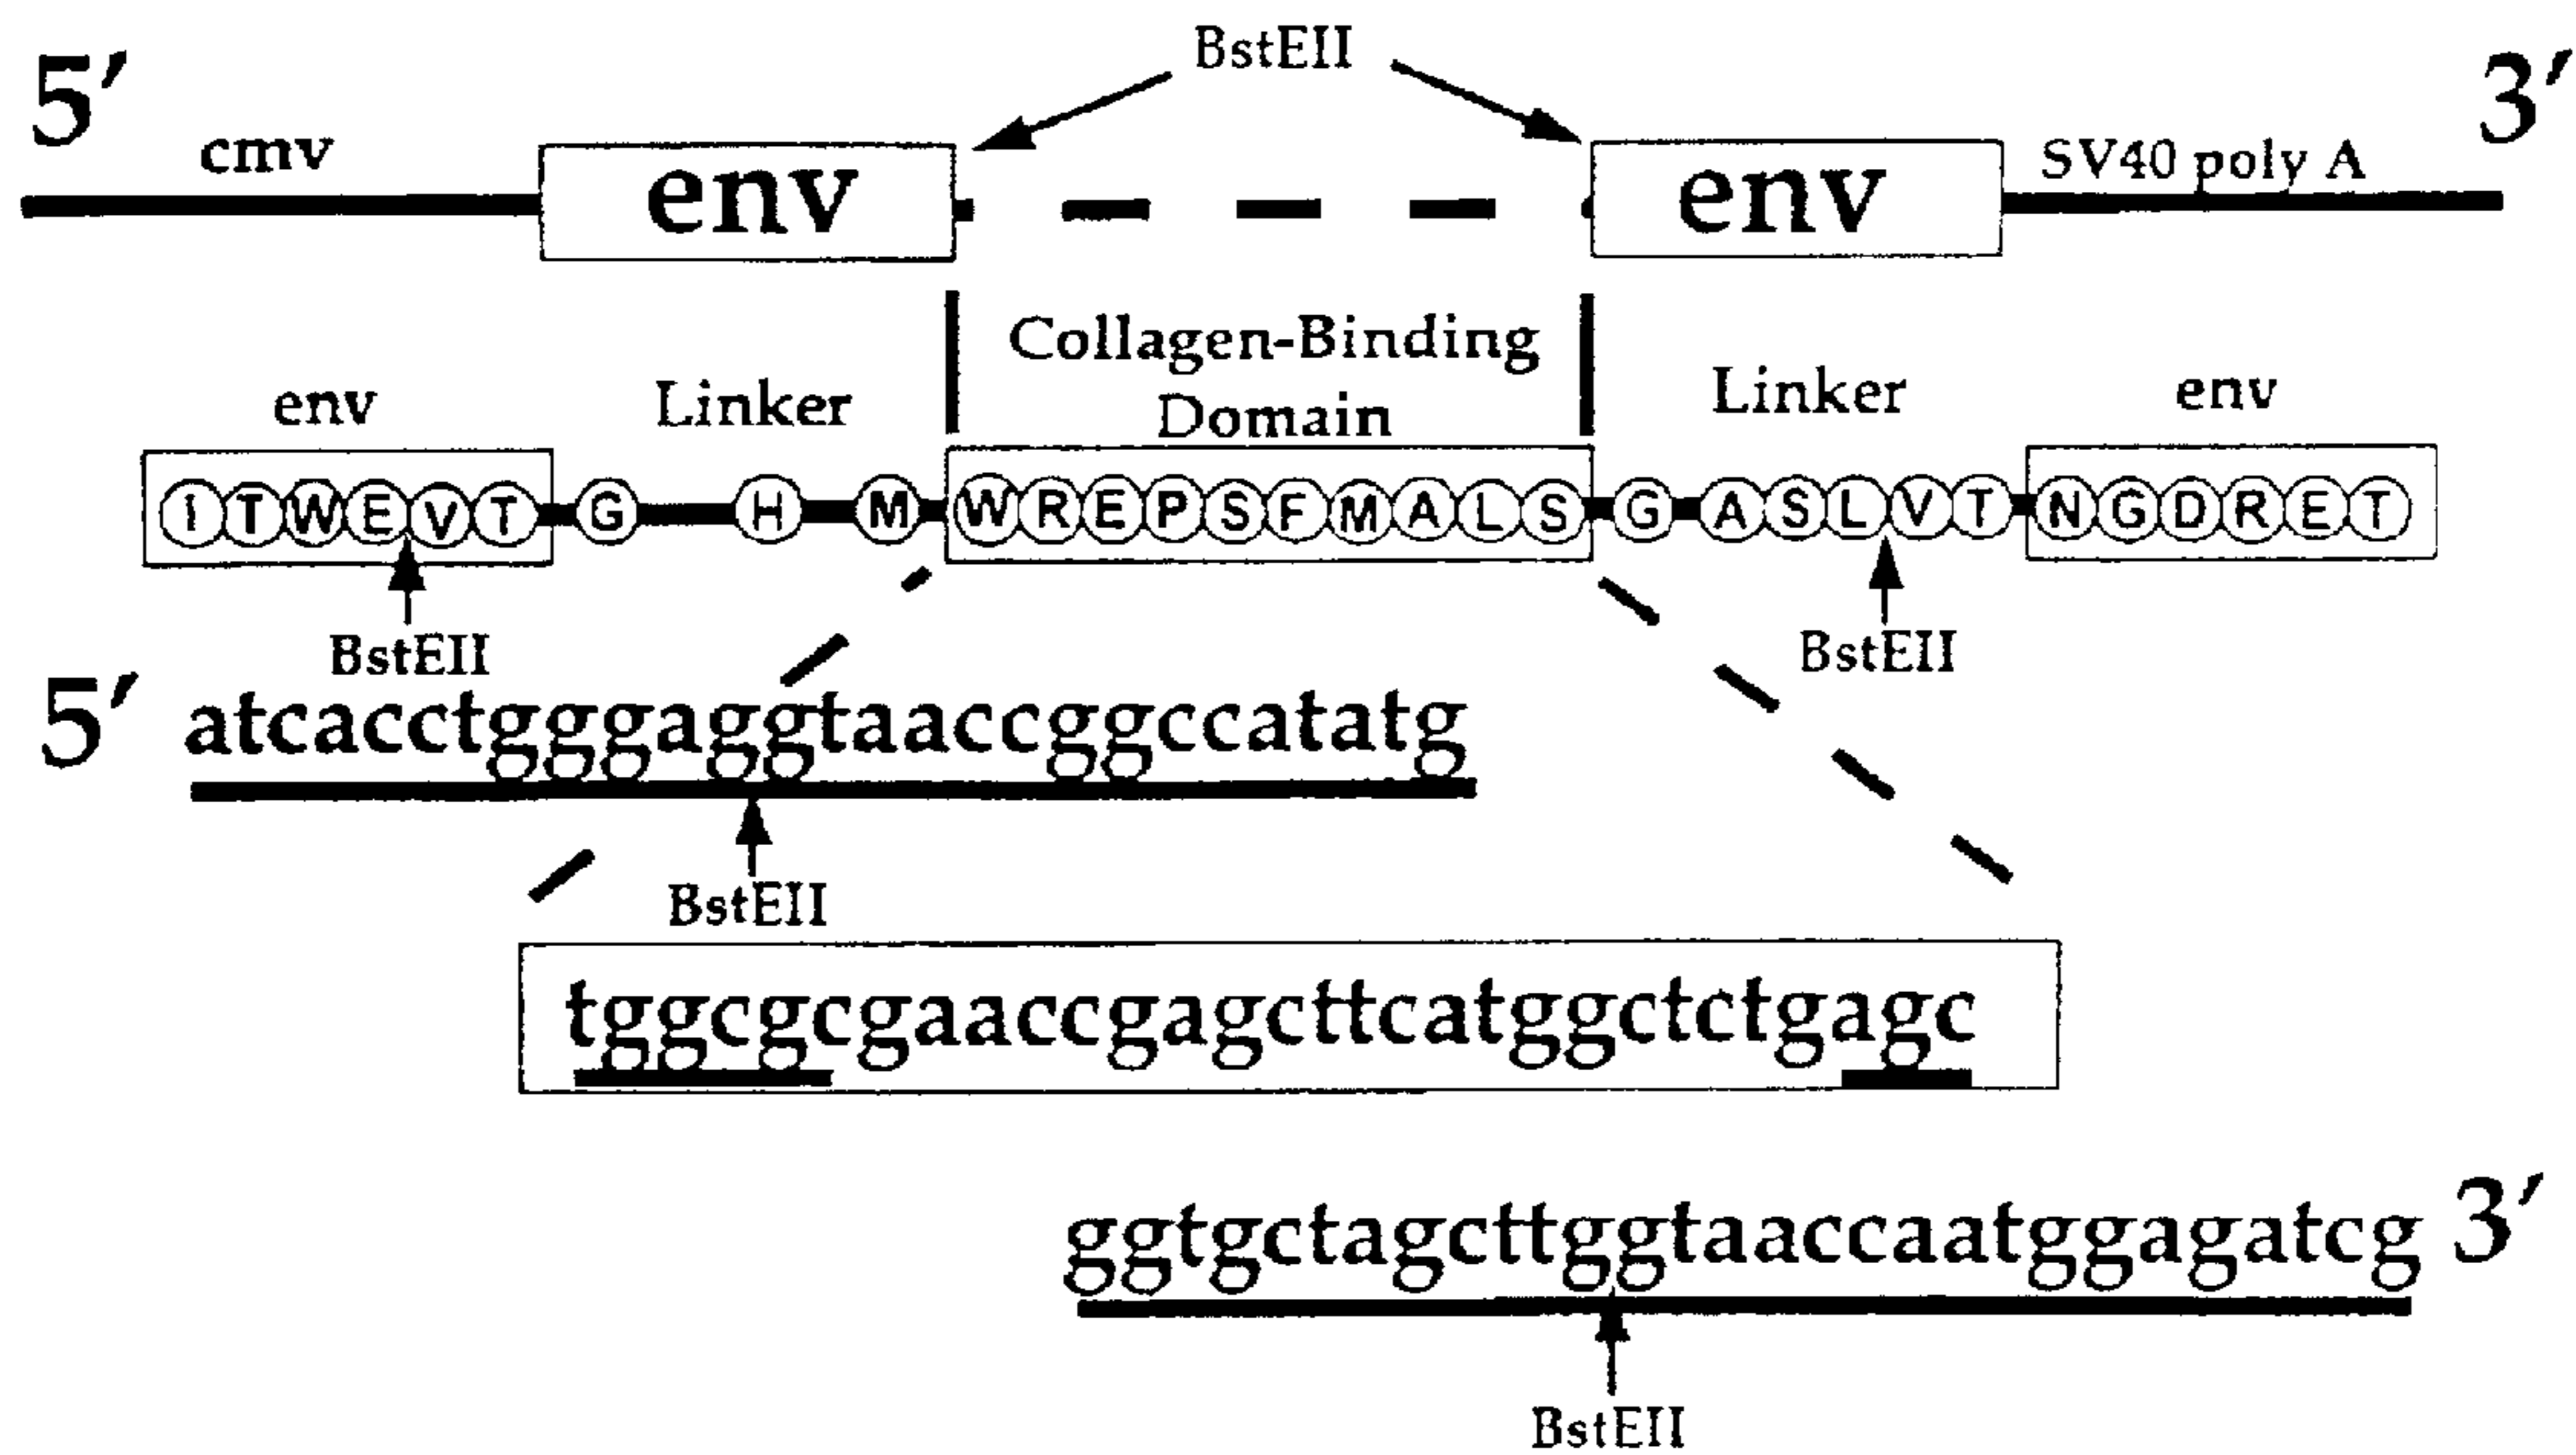 BstEII
5′ 3′
cmv env env SV40 poly A
Collagen-Binding
Domain
env Linker Linker env
I T W E V T G H M W R E P S F M A L S G A S L V T N G D R E T
BstEII BstEII
5′ atcacctgggaggtaaccggccatatg
BstEII
tggcgcgaaccgagcttcatggctctgagc
ggtgctagcttggtaaccaatggagatcg 3′
BstEII